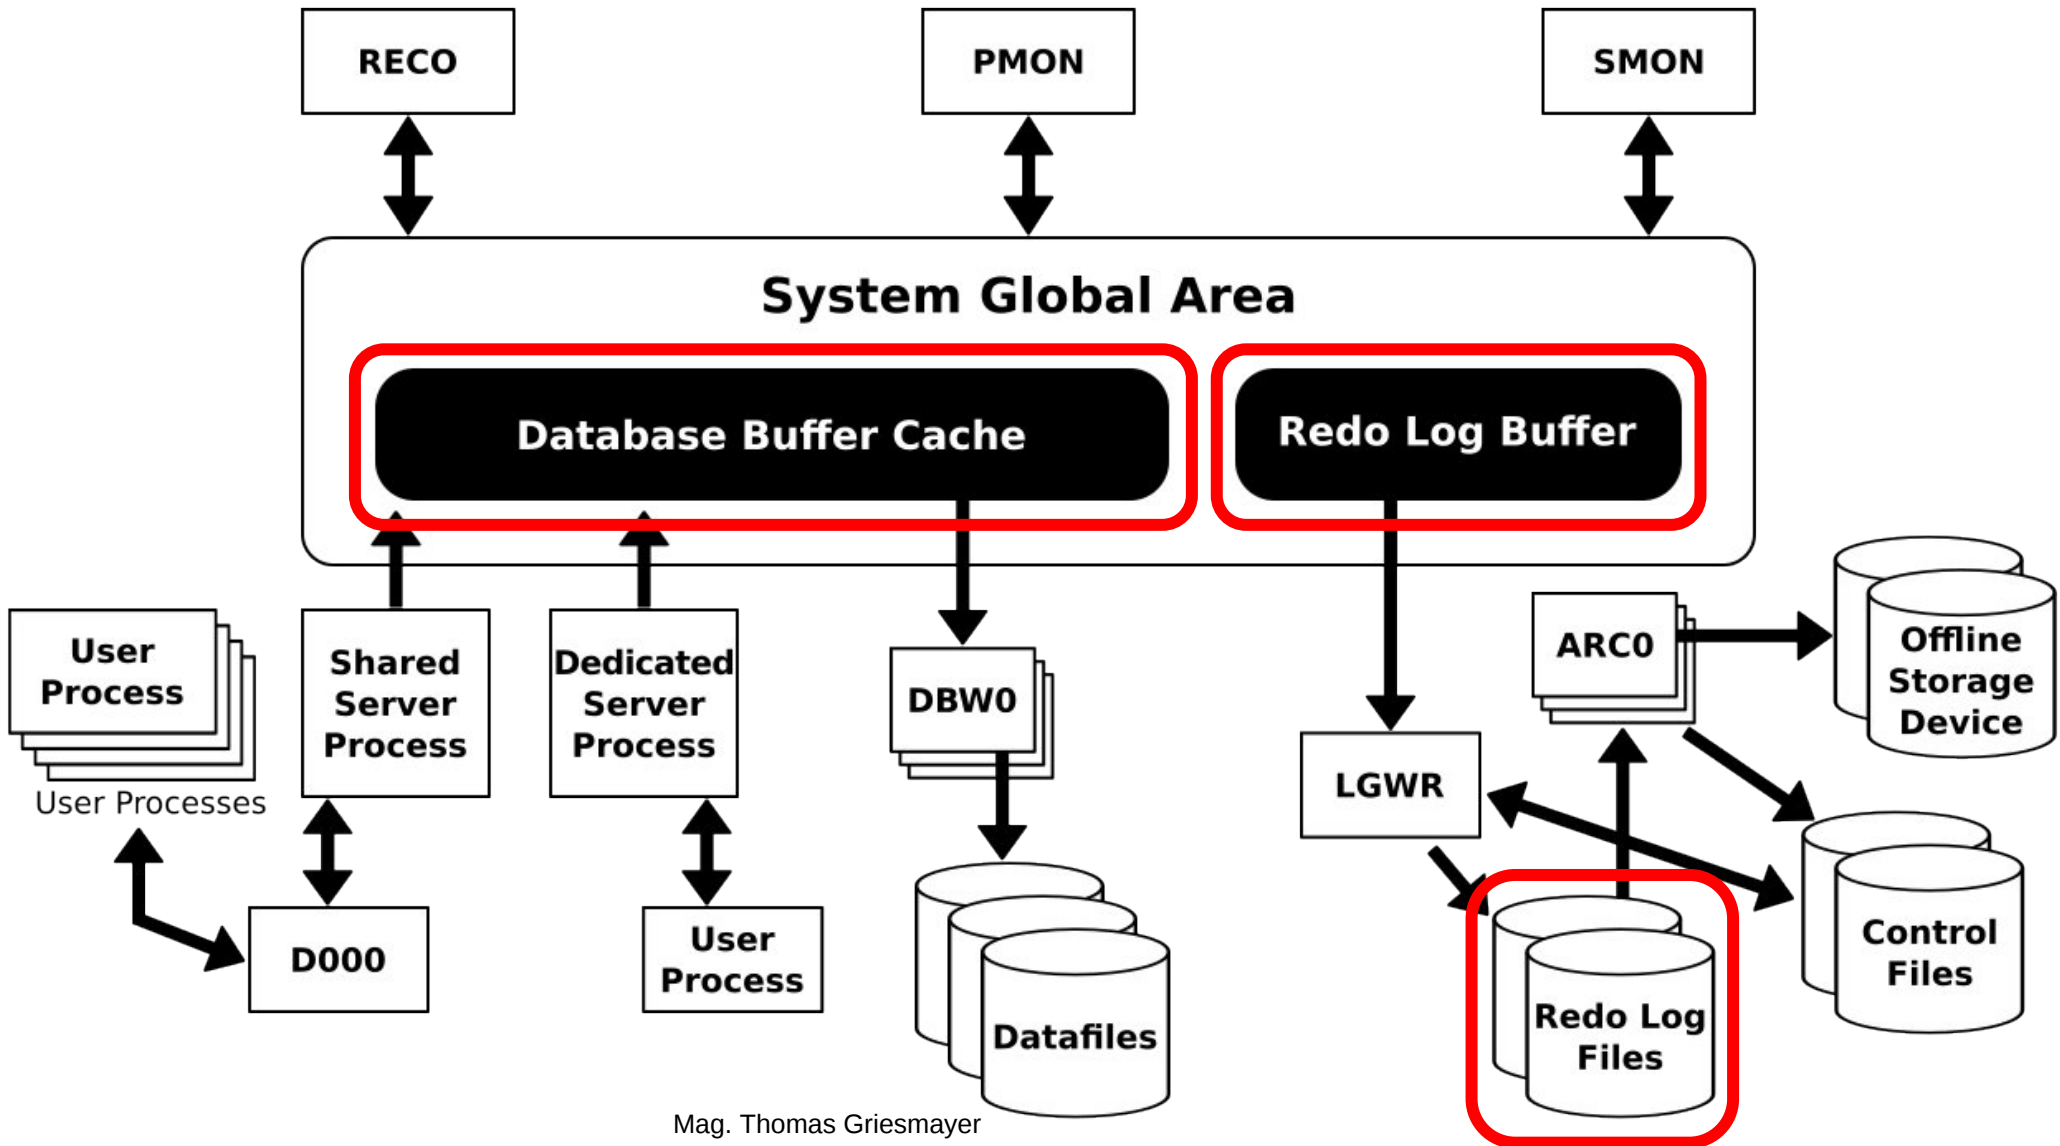 RECO
PMON
SMON
System Global Area
Database Buffer Cache
Redo Log Buffer
User
Process
User Processes
Shared
Server
Process
Dedicated
Server
Process
DBW0
LGWR
ARC0
Offline
Storage
Device
D000
User
Process
Datafiles
Redo Log
Files
Control
Files
Mag. Thomas Griesmayer